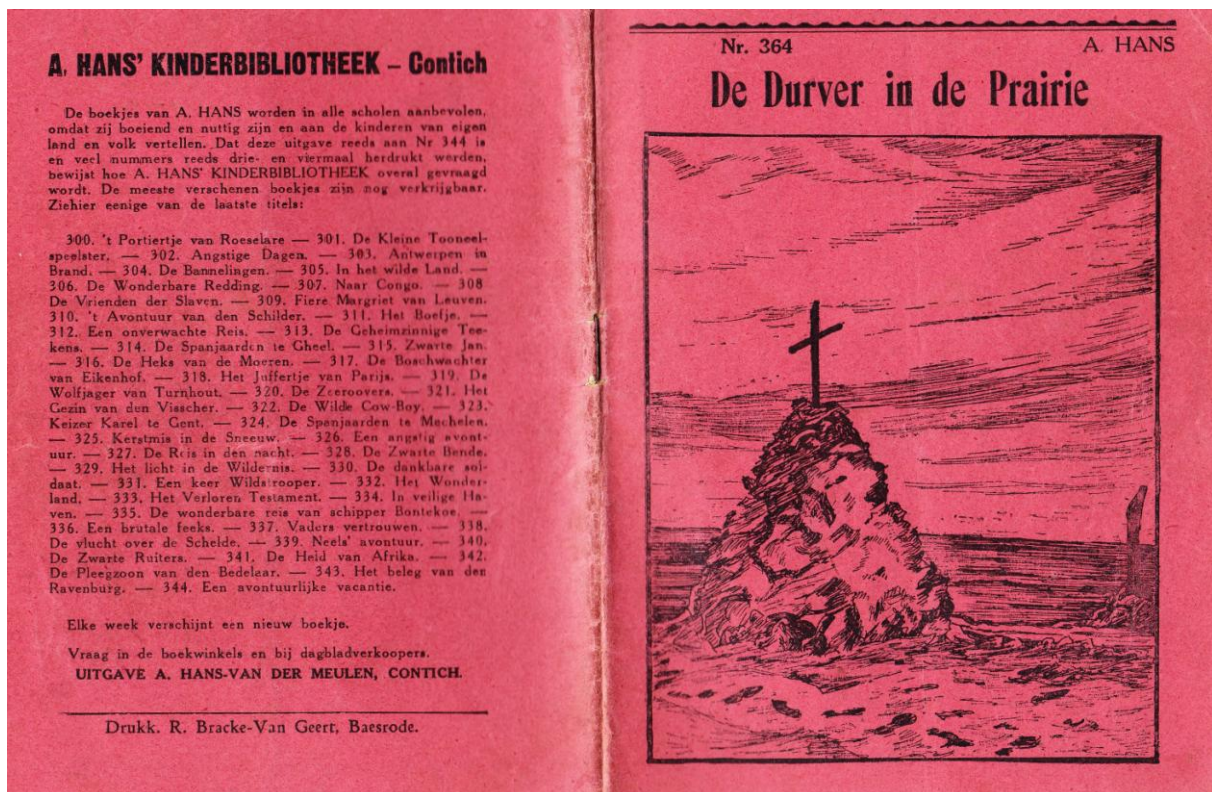 A. HANS' KINDERBIBLIOTHEEK – Contich
De boekjes van A. HANS worden in alle scholen aanbevolen,
omdat zij boeiend en nuttig zijn en aan de kinderen van eigen
land en volk vertellen. Dat deze uitgave reeds aan Nr 344 is
en veel nummers reeds drie- en viermaal herdrukt werden,
bewijst hoe A. HANS' KINDERBIBLIOTHEEK overal gevraagd
wordt. De meeste verschenen boekjes zijn nog verkrijgbaar.
Ziehier eenige van de laatste titels:
300. 't Portiertje van Roeselare — 301. De Kleine Tooneel-
speelster. — 302. Angstige Dagen. — 303. Antwerpen in
Brand. — 304. De Bannelingen. — 305. In het wilde Land. —
306. De Wonderbare Redding. — 307. Naar Congo. — 308
De Vrienden der Slaven. — 309. Fiere Margriet van Leuven.
310. 't Avontuur van den Schilder. — 311. Het Boefje. —
312. Een onverwachte Reis. — 313. De Geheimzinnige Tee-
kens. — 314. De Spanjaarden te Gheel. — 315. Zwarte Jan.
— 316. De Heks van de Moeren. — 317. De Boschwachter
van Eikenhof. — 318. Het Juffertje van Parijs. — 319. De
Wolfjager van Turnhout. — 320. De Zeeroovers. — 321. Het
Gezin van den Visscher. — 322. De Wilde Cow-Boy. — 323.
Keizer Karel te Gent. — 324. De Spanjaarden te Mechelen.
— 325. Kerstmis in de Sneeuw. — 326. Een angstig avont-
uur. — 327. De Reis in den nacht. — 328. De Zwarte Bende.
— 329. Het licht in de Wildernis. — 330. De dankbare sol-
daat. — 331. Een keer Wildstrooper. — 332. Het Wonder-
land. — 333. Het Verloren Testament. — 334. In veilige Ha-
ven. — 335. De wonderbare reis van schipper Bontekoe. —
336. Een brutale feeks. — 337. Vaders vertrouwen. — 338.
De vlucht over de Schelde. — 339. Neels' avontuur. — 340.
De Zwarte Ruiters. — 341. De Held van Afrika. — 342.
De Pleegzoon van den Bedelaar. — 343. Het beleg van den
Ravenburg. — 344. Een avontuurlijke vacantie.
Elke week verschijnt een nieuw boekje.
Vraag in de boekwinkels en bij dagbladverkoopers.
UITGAVE A. HANS-VAN DER MEULEN, CONTICH.
Drukk. R. Bracke-Van Geert, Baesrode.
Nr. 364 A. HANS
De Durver in de Prairie